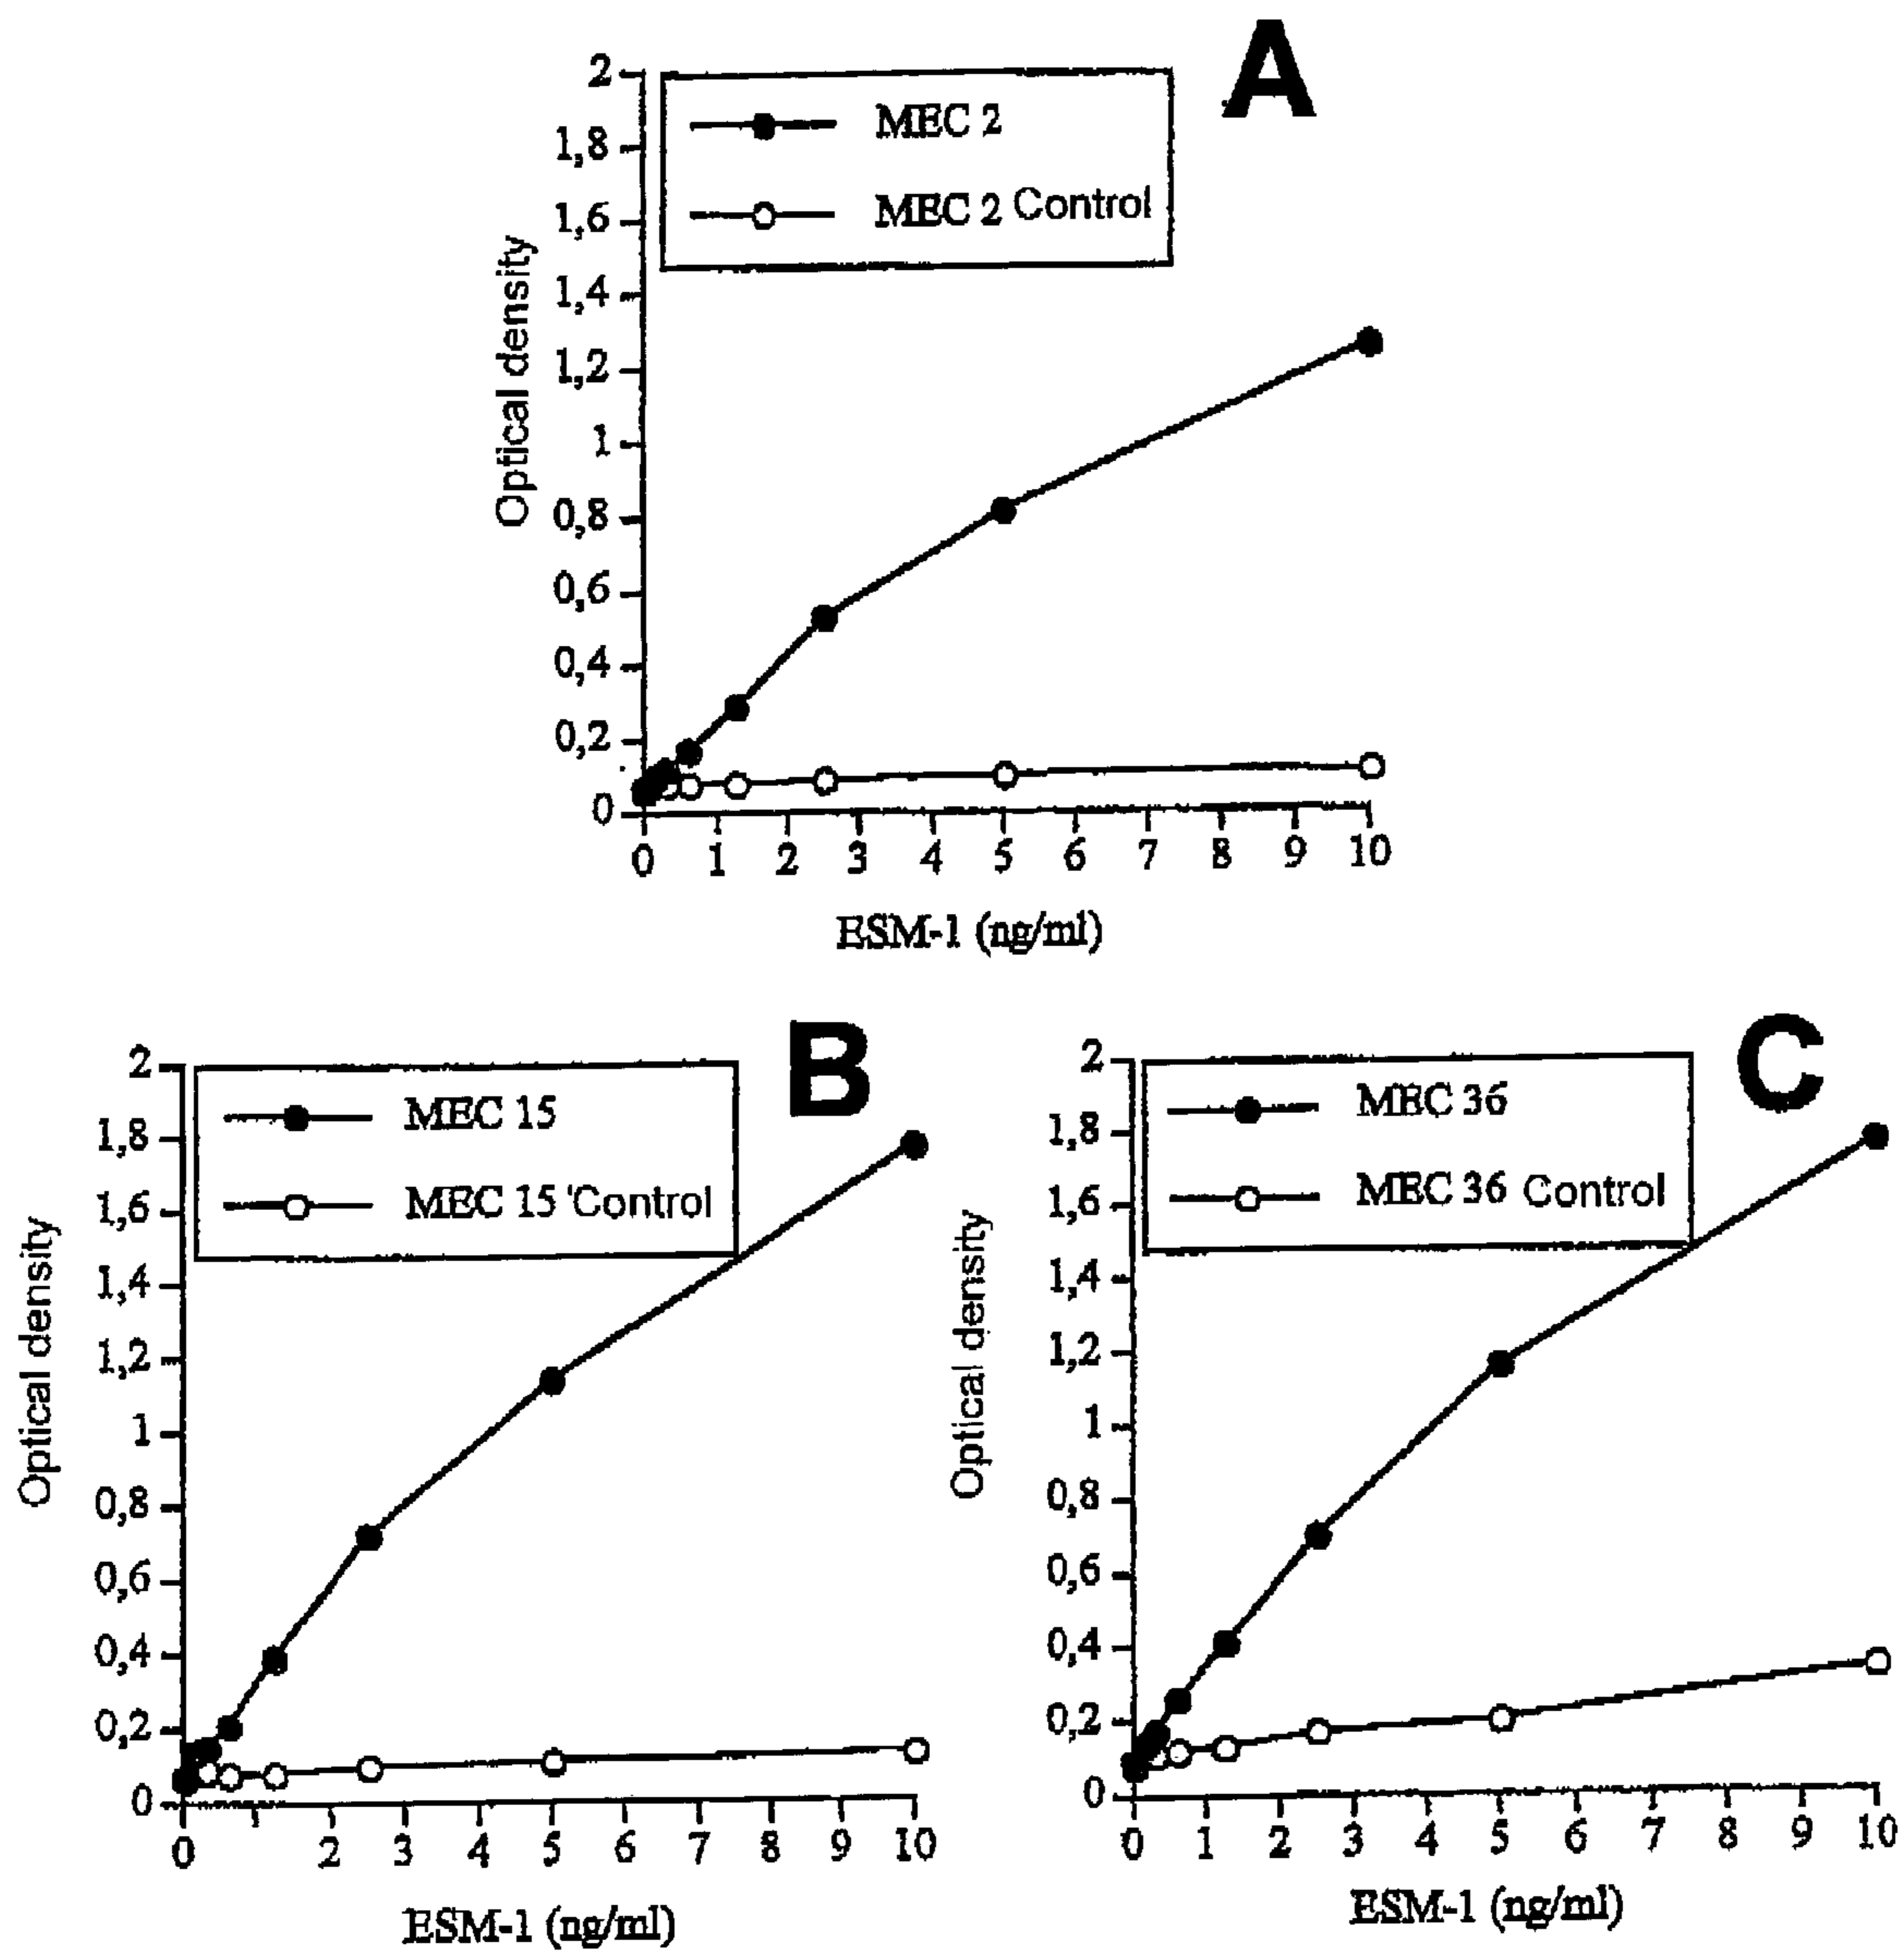 A
2
1,8
1,6
1,4
1,2
1
0,8
0,6
0,4
0,2
0
Optical density
MEC 2
MEC 2 Control
0 1 2 3 4 5 6 7 8 9 10
ESM-1 (ng/ml)
B
2
1,8
1,6
1,4
1,2
1
0,8
0,6
0,4
0,2
0
Optical density
MEC 15
MEC 15 'Control
0 1 2 3 4 5 6 7 8 9 10
ESM-1 (ng/ml)
C
2
1,8
1,6
1,4
1,2
1
0,8
0,6
0,4
0,2
0
Optical density
MEC 36
MEC 36 Control
0 1 2 3 4 5 6 7 8 9 10
ESM-1 (ng/ml)